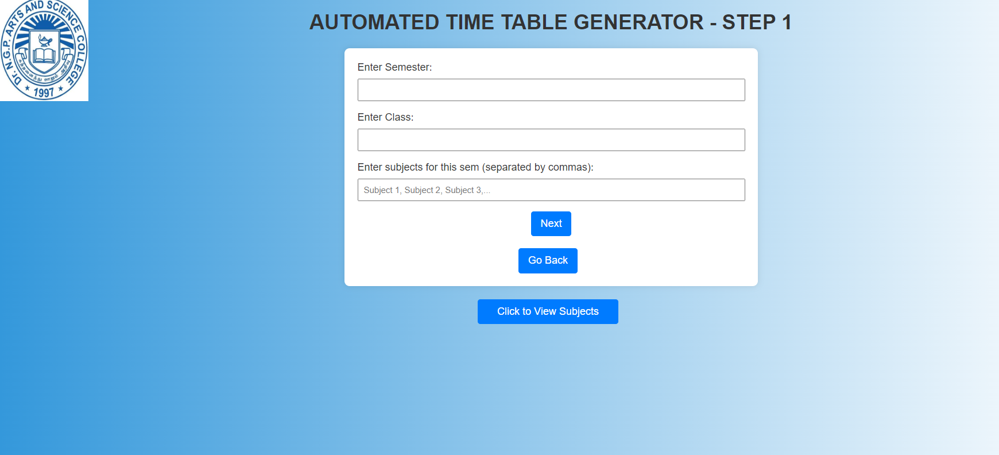 Dr. N.G.P. ARTS AND SCIENCE COLLEGE
★ 1997 ★
AUTOMATED TIME TABLE GENERATOR - STEP 1
Enter Semester:
Enter Class:
Enter subjects for this sem (separated by commas):
Subject 1, Subject 2, Subject 3,...
Next
Go Back
Click to View Subjects